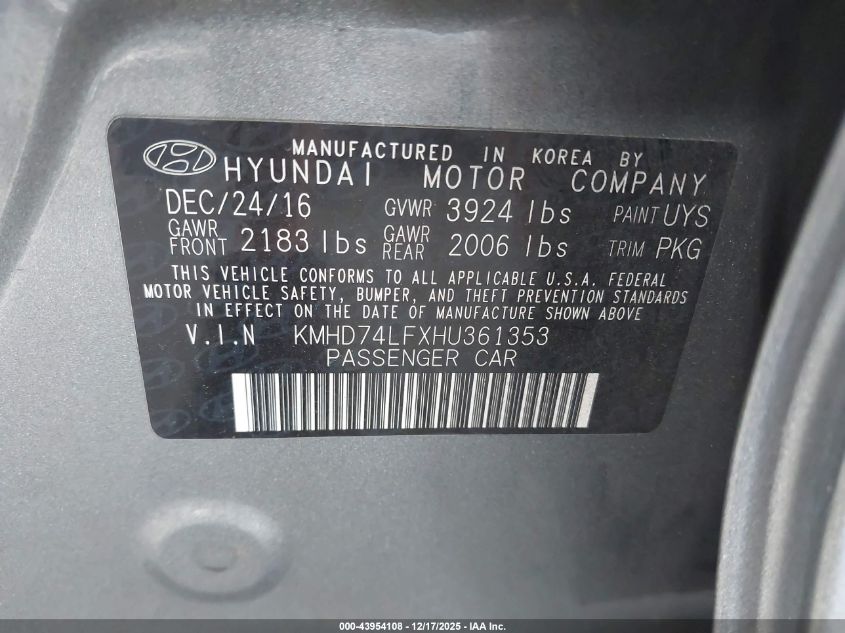 MANUFACTURED IN KOREA BY
HYUNDAI MOTOR COMPANY
DEC/24/16 GVWR 3924 lbs PAINT UYS
GAWR FRONT 2183 lbs GAWR REAR 2006 lbs TRIM PKG
THIS VEHICLE CONFORMS TO ALL APPLICABLE U.S.A. FEDERAL
MOTOR VEHICLE SAFETY, BUMPER, AND THEFT PREVENTION STANDARDS
IN EFFECT ON THE DATE OF MANUFACTURE SHOWN ABOVE
V.I.N KMHD74LFXHU361353
PASSENGER CAR
000-43954108 - 12/17/2025 - IAA Inc.